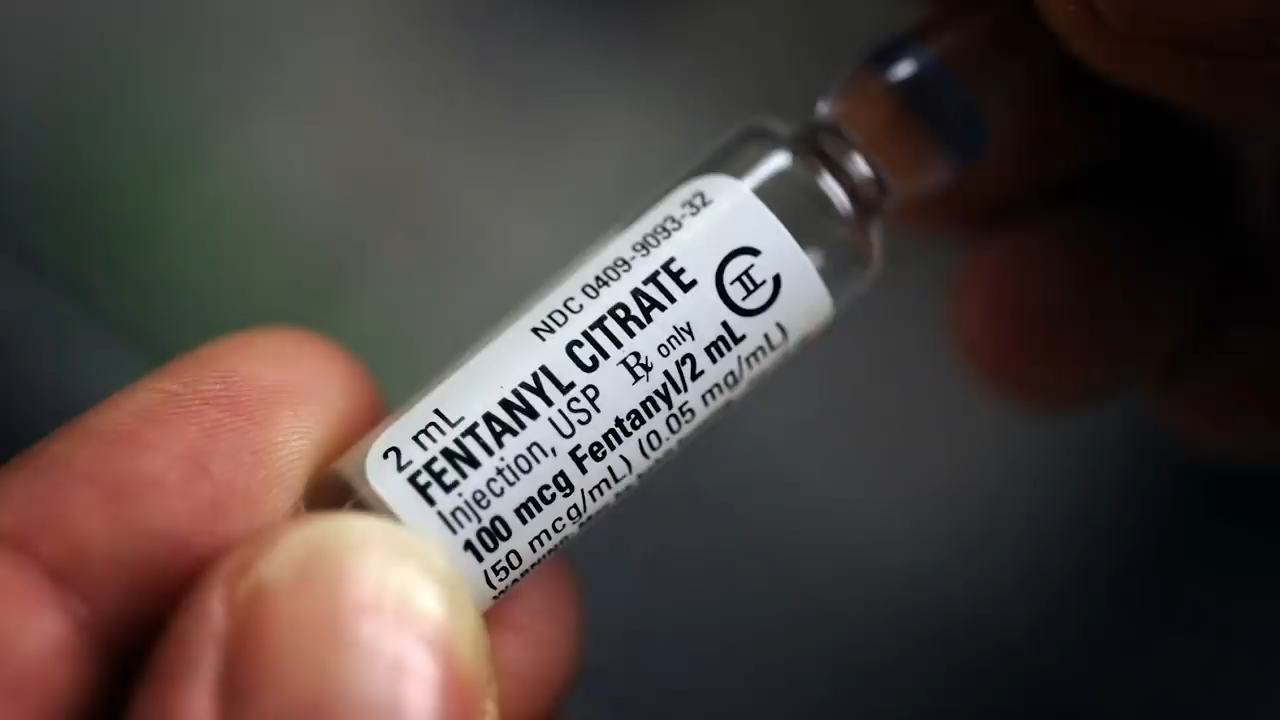 NDC 0409-9093-32
2 mL
FENTANYL CITRATE CII
Injection, USP ℞ only
100 mcg Fentanyl/2 mL
(50 mcg/mL) (0.05 mg/mL)